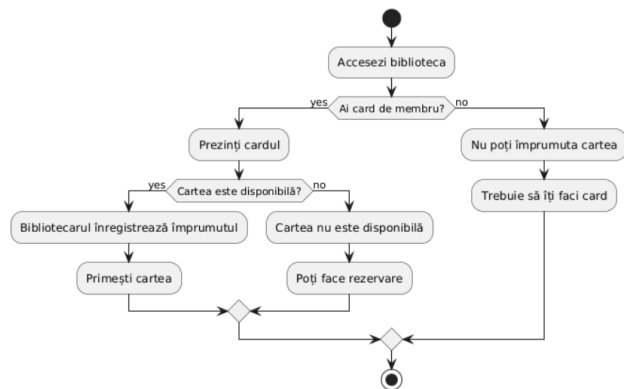 Accesezi biblioteca
yes
Ai card de membru?
no
Prezinți cardul
Nu poți împrumuta cartea
yes
Cartea este disponibilă?
no
Trebuie să îți faci card
Bibliotecarul înregistrează împrumutul
Cartea nu este disponibilă
Primești cartea
Poți face rezervare